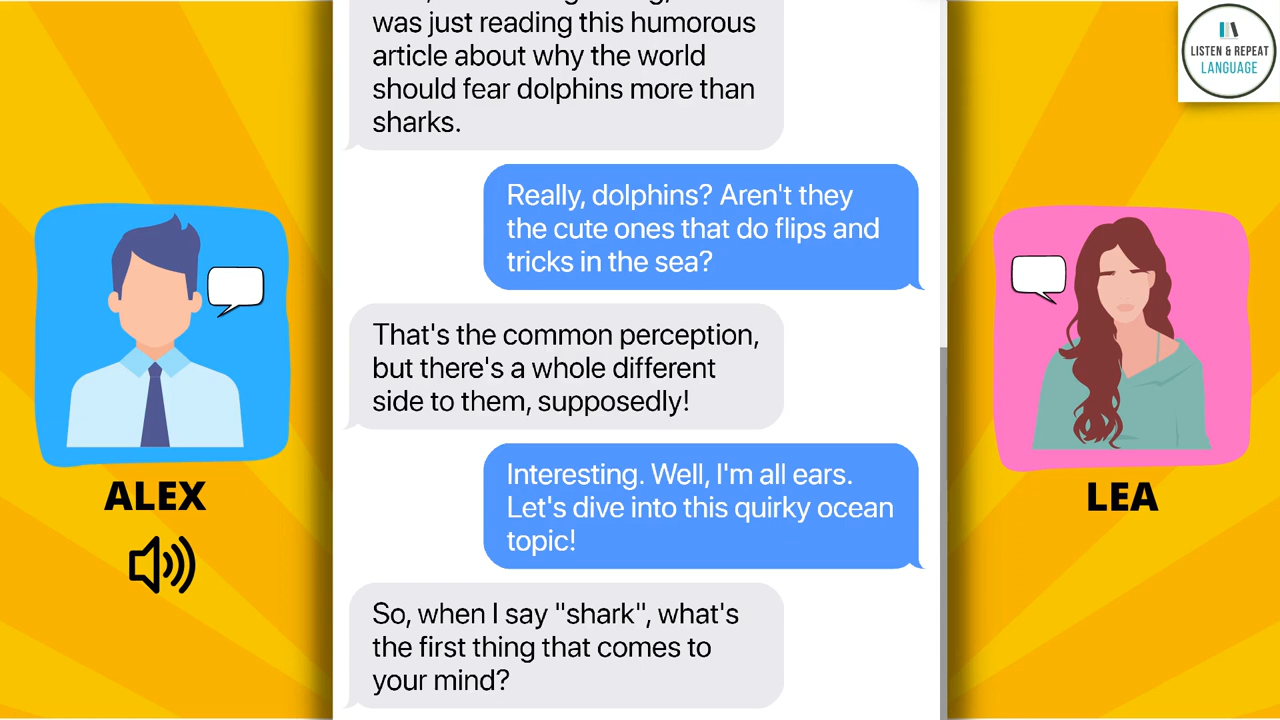 was just reading this humorous
article about why the world
should fear dolphins more than
sharks.
Really, dolphins? Aren't they
the cute ones that do flips and
tricks in the sea?
That's the common perception,
but there's a whole different
side to them, supposedly!
Interesting. Well, I'm all ears.
Let's dive into this quirky ocean
topic!
So, when I say "shark", what's
the first thing that comes to
your mind?
ALEX
LEA
LISTEN & REPEAT
LANGUAGE